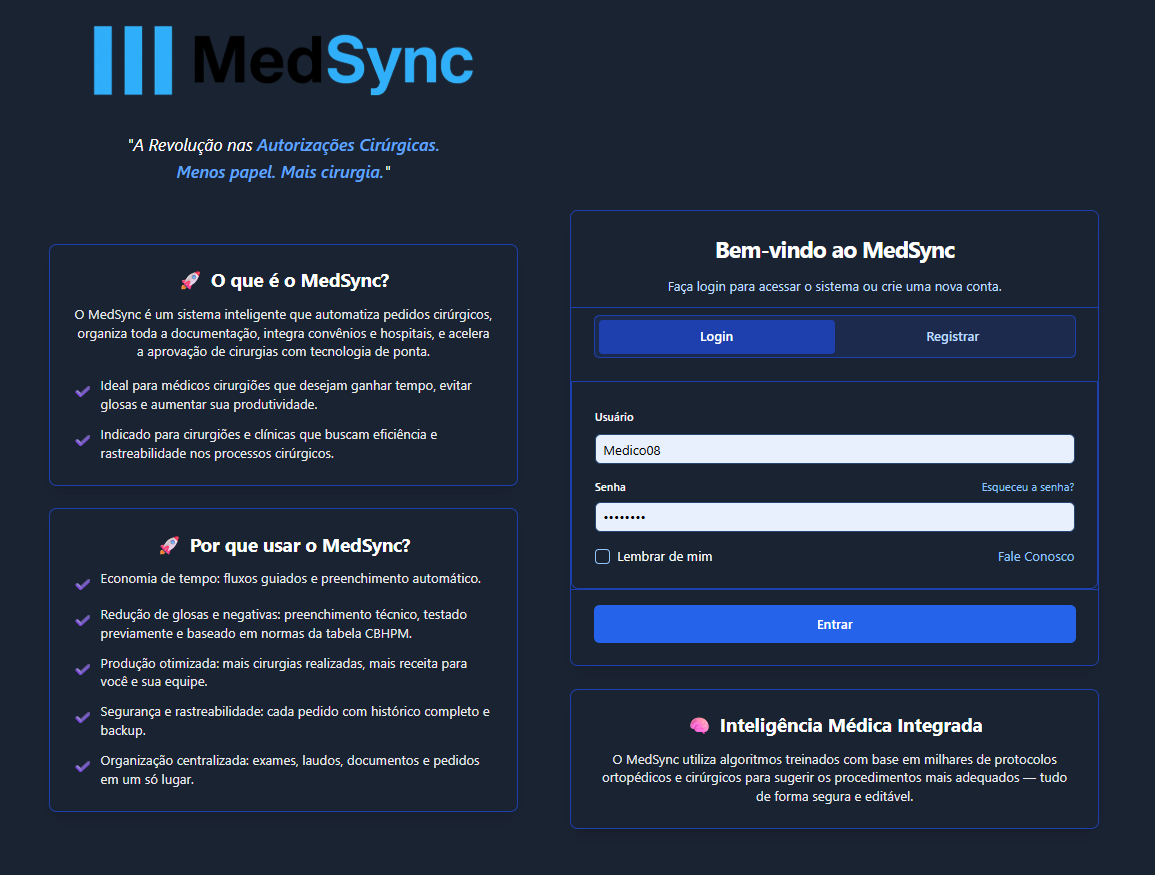 MedSync
"A Revolução nas Autorizações Cirúrgicas.
Menos papel. Mais cirurgia."
🚀 O que é o MedSync?
O MedSync é um sistema inteligente que automatiza pedidos cirúrgicos,
organiza toda a documentação, integra convênios e hospitais, e acelera
a aprovação de cirurgias com tecnologia de ponta.
✔ Ideal para médicos cirurgiões que desejam ganhar tempo, evitar
glosas e aumentar sua produtividade.
✔ Indicado para cirurgiões e clínicas que buscam eficiência e
rastreabilidade nos processos cirúrgicos.
🚀 Por que usar o MedSync?
✔ Economia de tempo: fluxos guiados e preenchimento automático.
✔ Redução de glosas e negativas: preenchimento técnico, testado
previamente e baseado em normas da tabela CBHPM.
✔ Produção otimizada: mais cirurgias realizadas, mais receita para
você e sua equipe.
✔ Segurança e rastreabilidade: cada pedido com histórico completo e
backup.
✔ Organização centralizada: exames, laudos, documentos e pedidos
em um só lugar.
Bem-vindo ao MedSync
Faça login para acessar o sistema ou crie uma nova conta.
Login
Registrar
Usuário
Medico08
Senha
Esqueceu a senha?
••••••••
Lembrar de mim
Fale Conosco
Entrar
🧠 Inteligência Médica Integrada
O MedSync utiliza algoritmos treinados com base em milhares de protocolos
ortopédicos e cirúrgicos para sugerir os procedimentos mais adequados — tudo
de forma segura e editável.